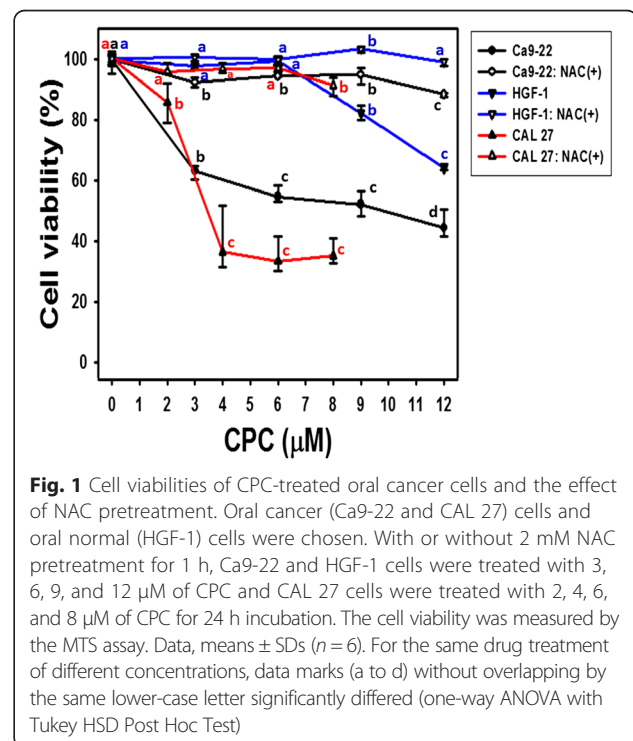 Cell viability (%)
100
80
60
40
20
0
0 1 2 3 4 5 6 7 8 9 10 11 12
CPC (μM)
a a a
a a b a
a a a
b b b c
b
a b
b c
b c c d
c c c
Ca9-22
Ca9-22: NAC(+)
HGF-1
HGF-1: NAC(+)
CAL 27
CAL 27: NAC(+)
Fig. 1 Cell viabilities of CPC-treated oral cancer cells and the effect
of NAC pretreatment. Oral cancer (Ca9-22 and CAL 27) cells and
oral normal (HGF-1) cells were chosen. With or without 2 mM NAC
pretreatment for 1 h, Ca9-22 and HGF-1 cells were treated with 3,
6, 9, and 12 μM of CPC and CAL 27 cells were treated with 2, 4, 6,
and 8 μM of CPC for 24 h incubation. The cell viability was measured by
the MTS assay. Data, means ± SDs (n = 6). For the same drug treatment
of different concentrations, data marks (a to d) without overlapping by
the same lower-case letter significantly differed (one-way ANOVA with
Tukey HSD Post Hoc Test)